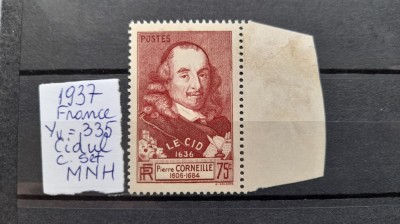 1937
France
Yv = 335
Cidul
c. set
MNH
POSTES
LE CID
1636
RF
Pierre CORNEILLE
1606-1684
75c